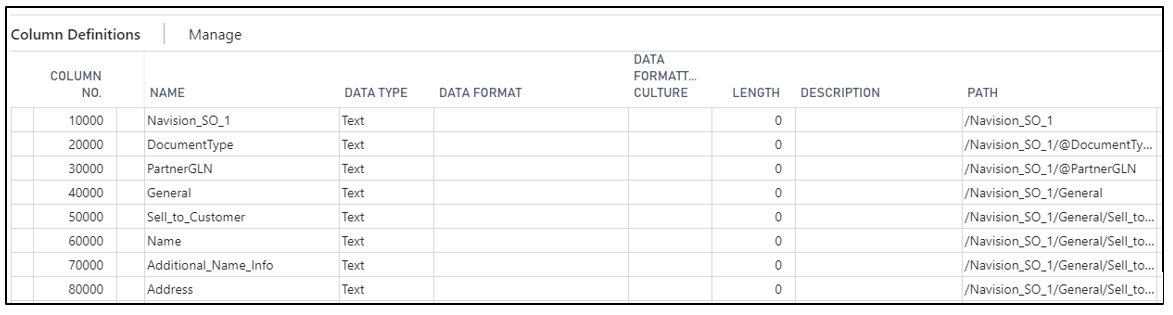 Column Definitions Manage
COLUMN NO. NAME DATA TYPE DATA FORMAT DATA FORMATT... CULTURE LENGTH DESCRIPTION PATH
10000 Navision_SO_1 Text 0 /Navision_SO_1
20000 DocumentType Text 0 /Navision_SO_1/@DocumentTy...
30000 PartnerGLN Text 0 /Navision_SO_1/@PartnerGLN
40000 General Text 0 /Navision_SO_1/General
50000 Sell_to_Customer Text 0 /Navision_SO_1/General/Sell_to...
60000 Name Text 0 /Navision_SO_1/General/Sell_to...
70000 Additional_Name_Info Text 0 /Navision_SO_1/General/Sell_to...
80000 Address Text 0 /Navision_SO_1/General/Sell_to...